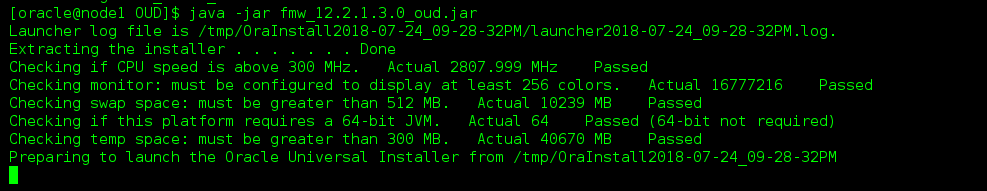 [oracle@node1 OUD]$ java -jar fmw_12.2.1.3.0_oud.jar
Launcher log file is /tmp/OraInstall2018-07-24_09-28-32PM/launcher2018-07-24_09-28-32PM.log.
Extracting the installer . . . . . . . Done
Checking if CPU speed is above 300 MHz.   Actual 2807.999 MHz    Passed
Checking monitor: must be configured to display at least 256 colors.   Actual 16777216    Passed
Checking swap space: must be greater than 512 MB.   Actual 10239 MB    Passed
Checking if this platform requires a 64-bit JVM.   Actual 64    Passed (64-bit not required)
Checking temp space: must be greater than 300 MB.   Actual 40670 MB    Passed
Preparing to launch the Oracle Universal Installer from /tmp/OraInstall2018-07-24_09-28-32PM